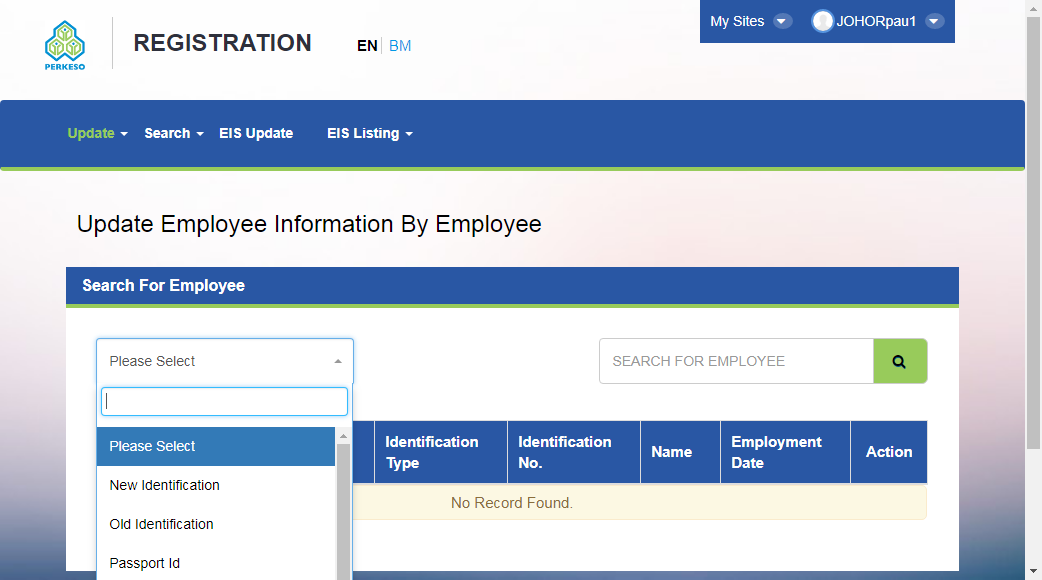 My Sites JOHORpau1
PERKESO
REGISTRATION
EN BM
Update Search EIS Update EIS Listing
Update Employee Information By Employee
Search For Employee
Please Select
SEARCH FOR EMPLOYEE
Please Select
New Identification
Old Identification
Passport Id
Identification Type
Identification No.
Name
Employment Date
Action
No Record Found.